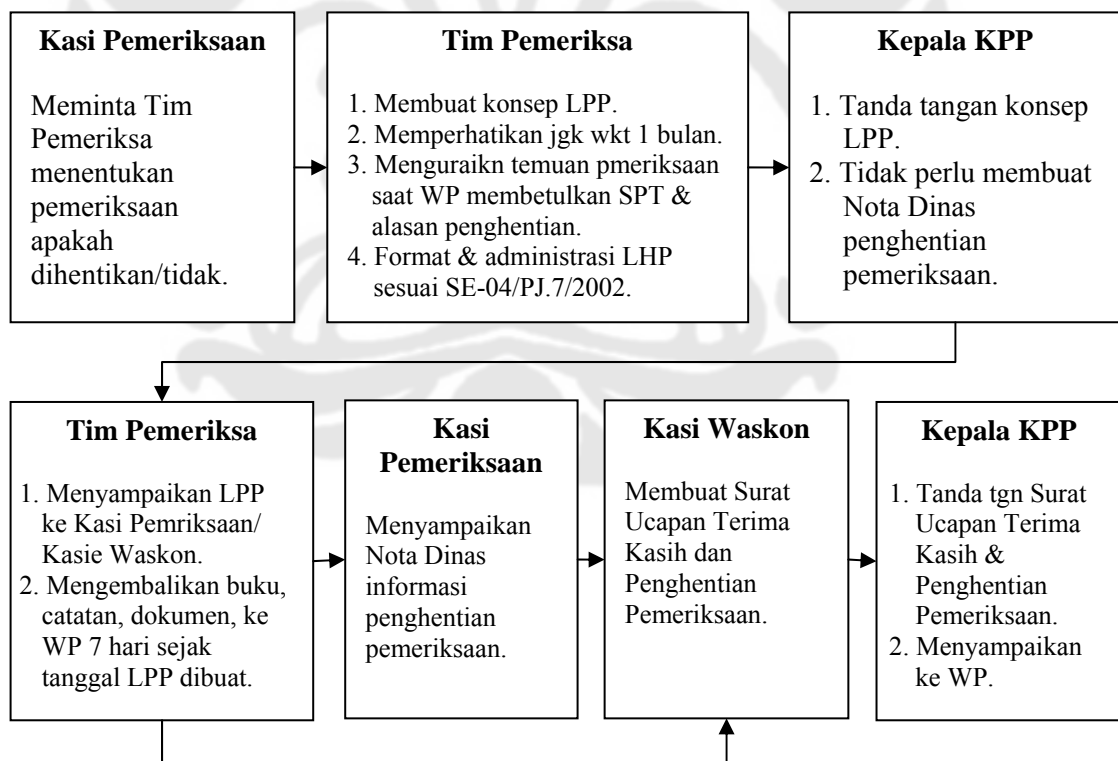 Kasi Pemeriksaan
Meminta Tim
Pemeriksa
menentukan
pemeriksaan
apakah
dihentikan/tidak.
Tim Pemeriksa
1. Membuat konsep LPP.
2. Memperhatikan jgk wkt 1 bulan.
3. Menguraikn temuan pmeriksaan
saat WP membetulkan SPT &
alasan penghentian.
4. Format & administrasi LHP
sesuai SE-04/PJ.7/2002.
Kepala KPP
1. Tanda tangan konsep
LPP.
2. Tidak perlu membuat
Nota Dinas
penghentian
pemeriksaan.
Tim Pemeriksa
1. Menyampaikan LPP
ke Kasi Pemriksaan/
Kasie Waskon.
2. Mengembalikan buku,
catatan, dokumen, ke
WP 7 hari sejak
tanggal LPP dibuat.
Kasi
Pemeriksaan
Menyampaikan
Nota Dinas
informasi
penghentian
pemeriksaan.
Kasi Waskon
Membuat Surat
Ucapan Terima
Kasih dan
Penghentian
Pemeriksaan.
Kepala KPP
1. Tanda tgn Surat
Ucapan Terima
Kasih &
Penghentian
Pemeriksaan.
2. Menyampaikan
ke WP.